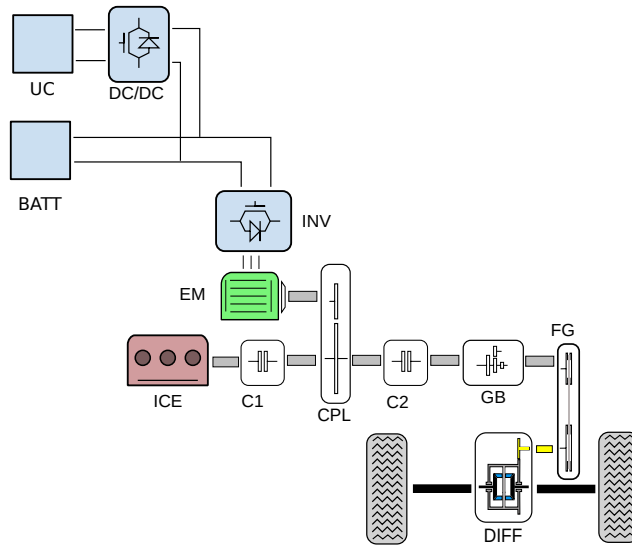 UC
DC/DC
BATT
INV
EM
FG
ICE
C1
CPL
C2
GB
DIFF